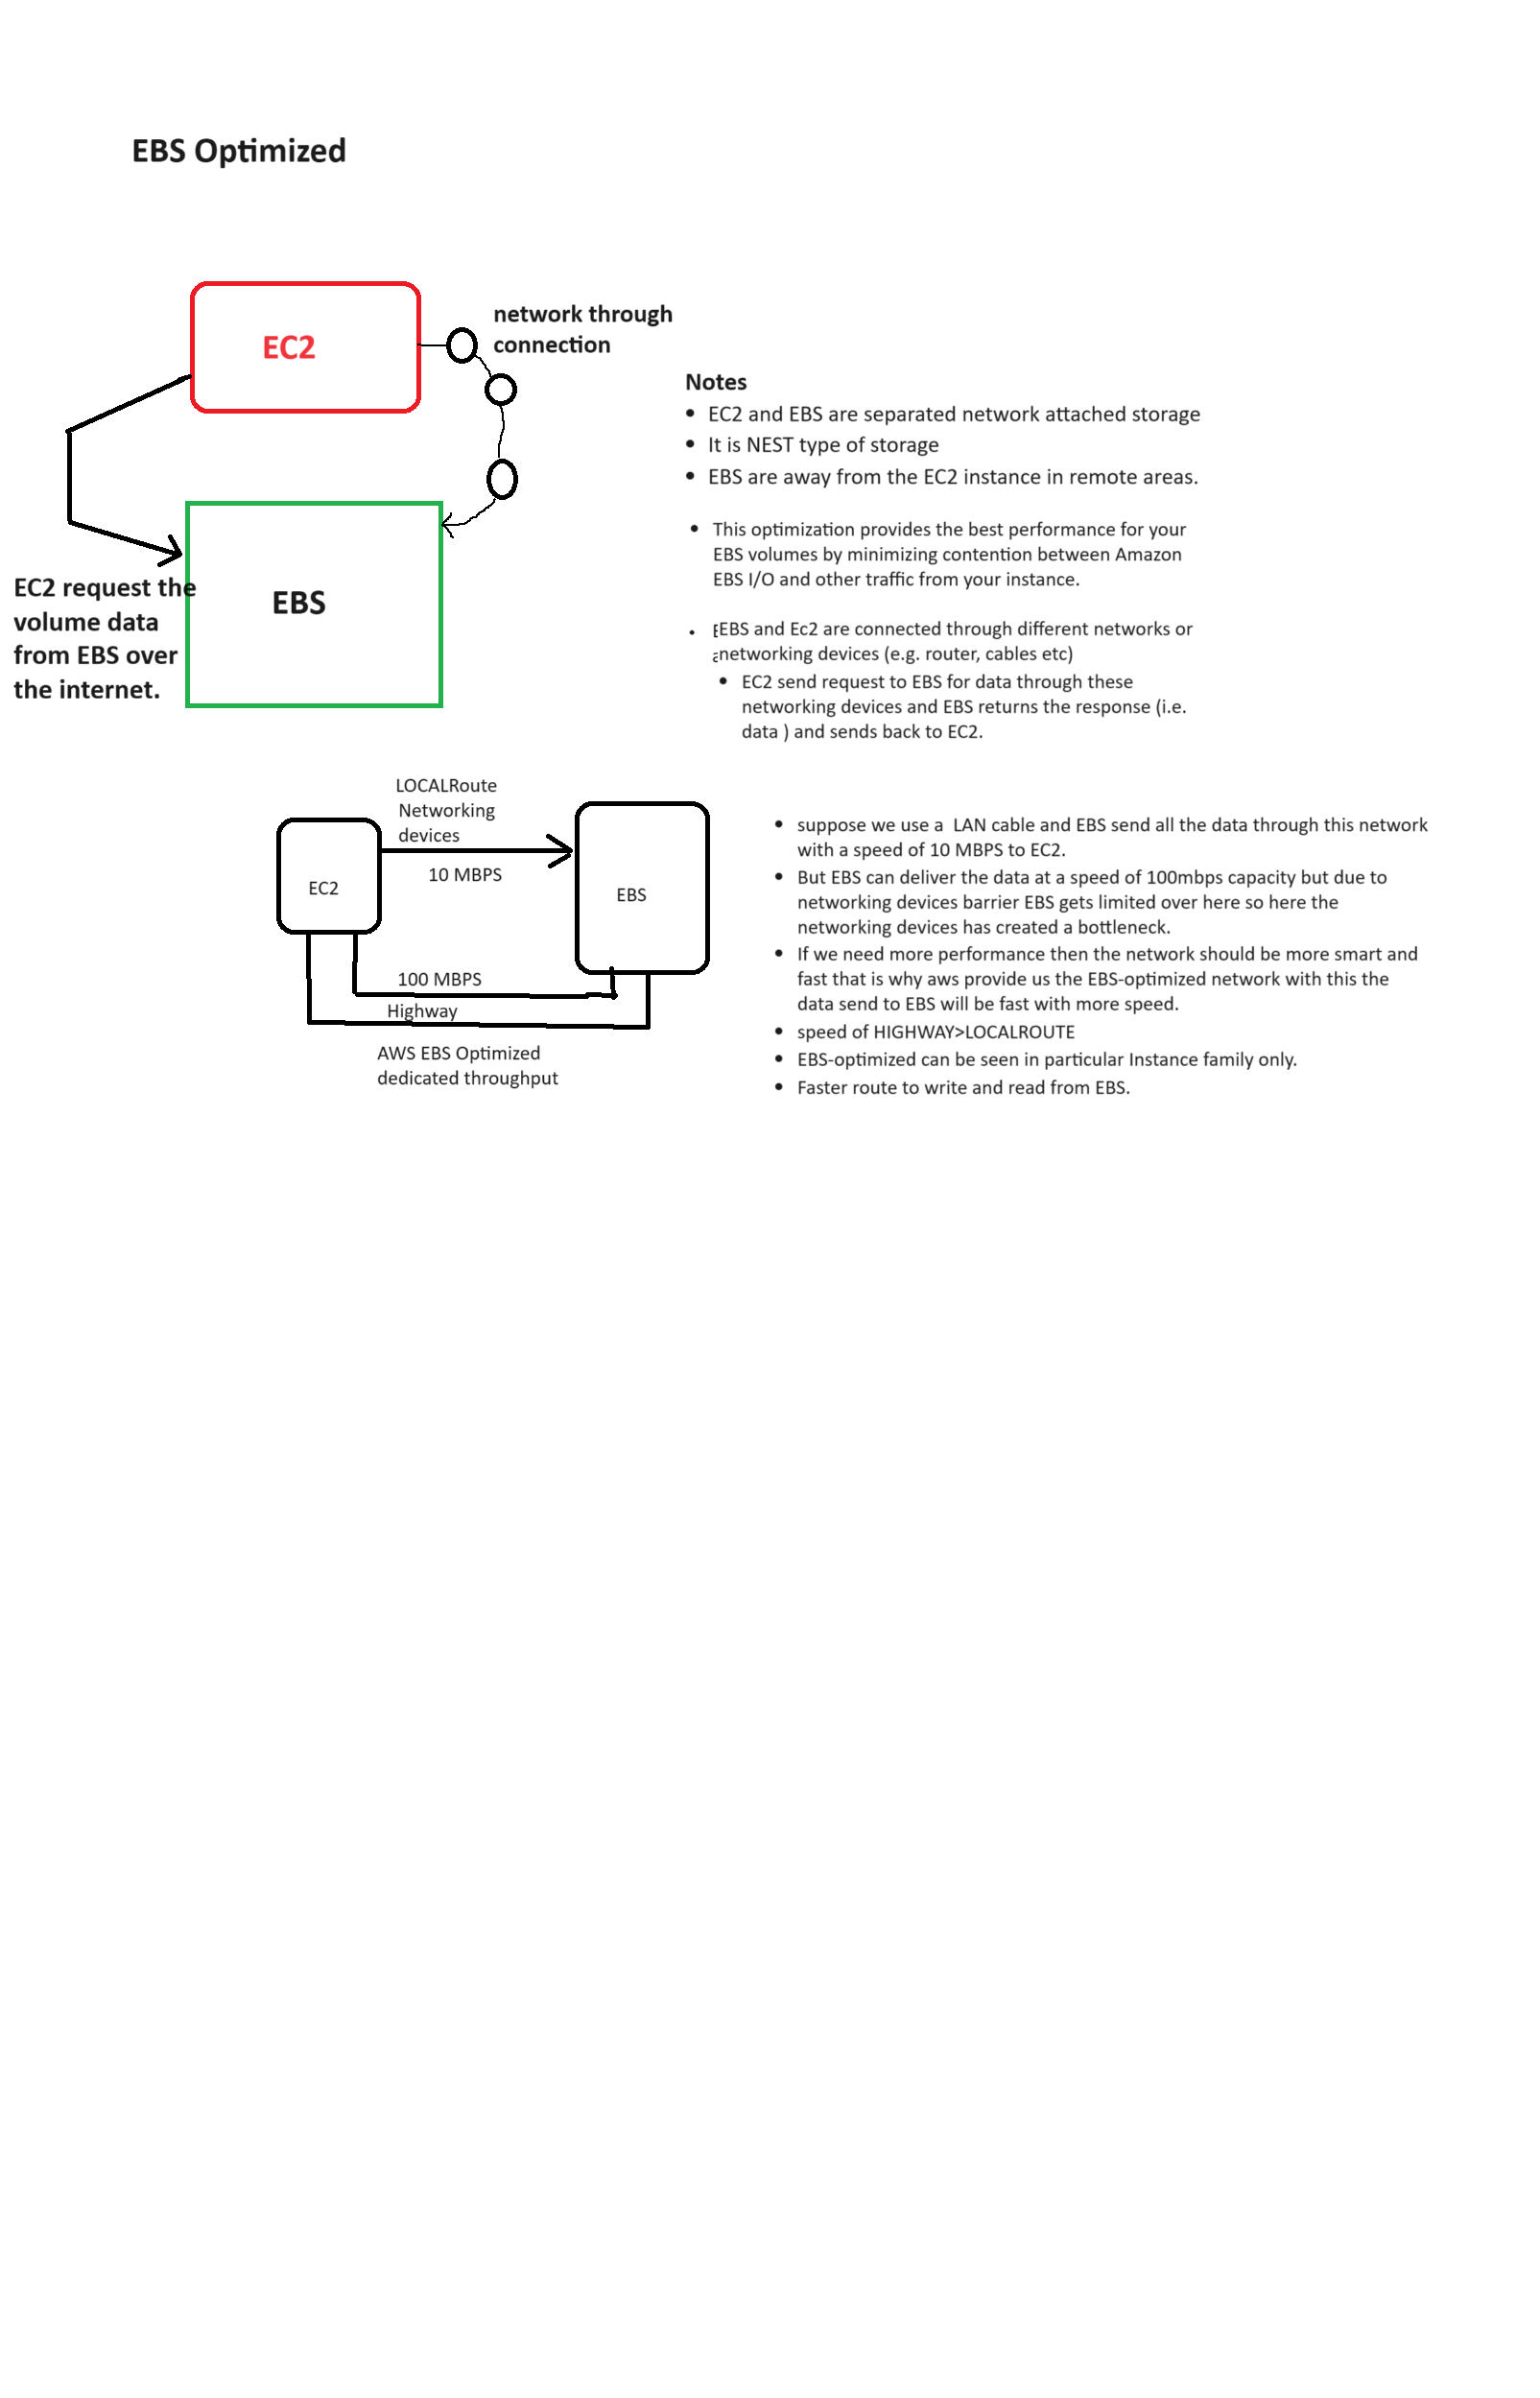 EBS Optimized
EC2
network through
connection
EC2 request the
volume data
from EBS over
the internet.
EBS
Notes
• EC2 and EBS are separated network attached storage
• It is NEST type of storage
• EBS are away from the EC2 instance in remote areas.
• This optimization provides the best performance for your
EBS volumes by minimizing contention between Amazon
EBS I/O and other traffic from your instance.
• EBS and Ec2 are connected through different networks or
networking devices (e.g. router, cables etc)
• EC2 send request to EBS for data through these
networking devices and EBS returns the response (i.e.
data ) and sends back to EC2.
LOCALRoute
Networking
devices
10 MBPS
EC2
EBS
100 MBPS
Highway
AWS EBS Optimized
dedicated throughput
• suppose we use a  LAN cable and EBS send all the data through this network
with a speed of 10 MBPS to EC2.
• But EBS can deliver the data at a speed of 100mbps capacity but due to
networking devices barrier EBS gets limited over here so here the
networking devices has created a bottleneck.
• If we need more performance then the network should be more smart and
fast that is why aws provide us the EBS-optimized network with this the
data send to EBS will be fast with more speed.
• speed of HIGHWAY>LOCALROUTE
• EBS-optimized can be seen in particular Instance family only.
• Faster route to write and read from EBS.